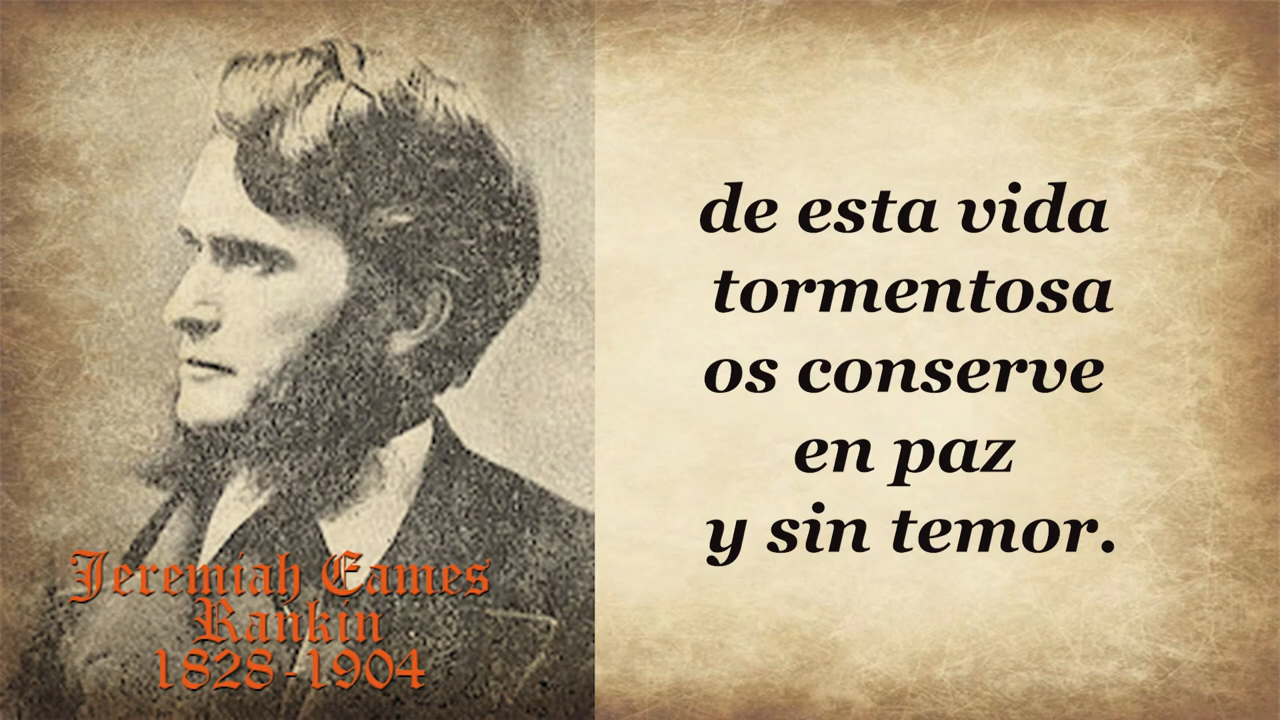 de esta vida
tormentosa
os conserve
en paz
y sin temor.
Jeremiah Eames
Rankin
1828-1904